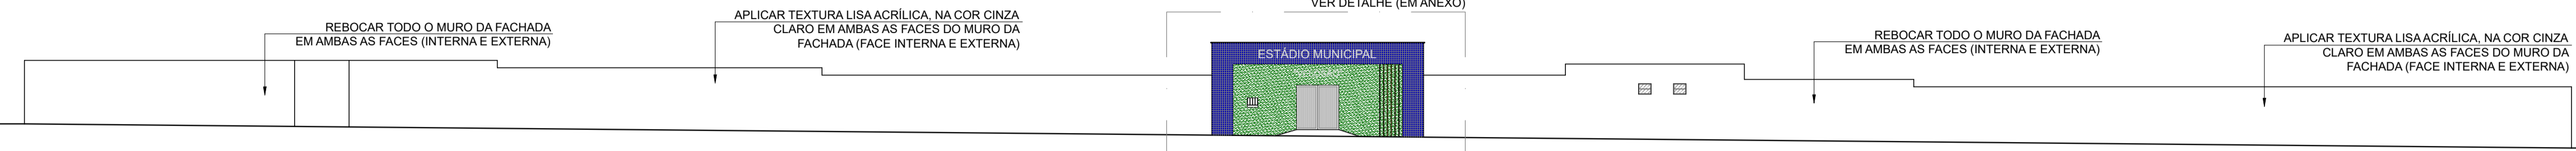 REBOCAR TODO O MURO DA FACHADA
EM AMBAS AS FACES (INTERNA E EXTERNA)
APLICAR TEXTURA LISA ACRÍLICA, NA COR CINZA
CLARO EM AMBAS AS FACES DO MURO DA
FACHADA (FACE INTERNA E EXTERNA)
VER DETALHE (EM ANEXO)
ESTÁDIO MUNICIPAL
REBOCAR TODO O MURO DA FACHADA
EM AMBAS AS FACES (INTERNA E EXTERNA)
APLICAR TEXTURA LISA ACRÍLICA, NA COR CINZA
CLARO EM AMBAS AS FACES DO MURO DA
FACHADA (FACE INTERNA E EXTERNA)